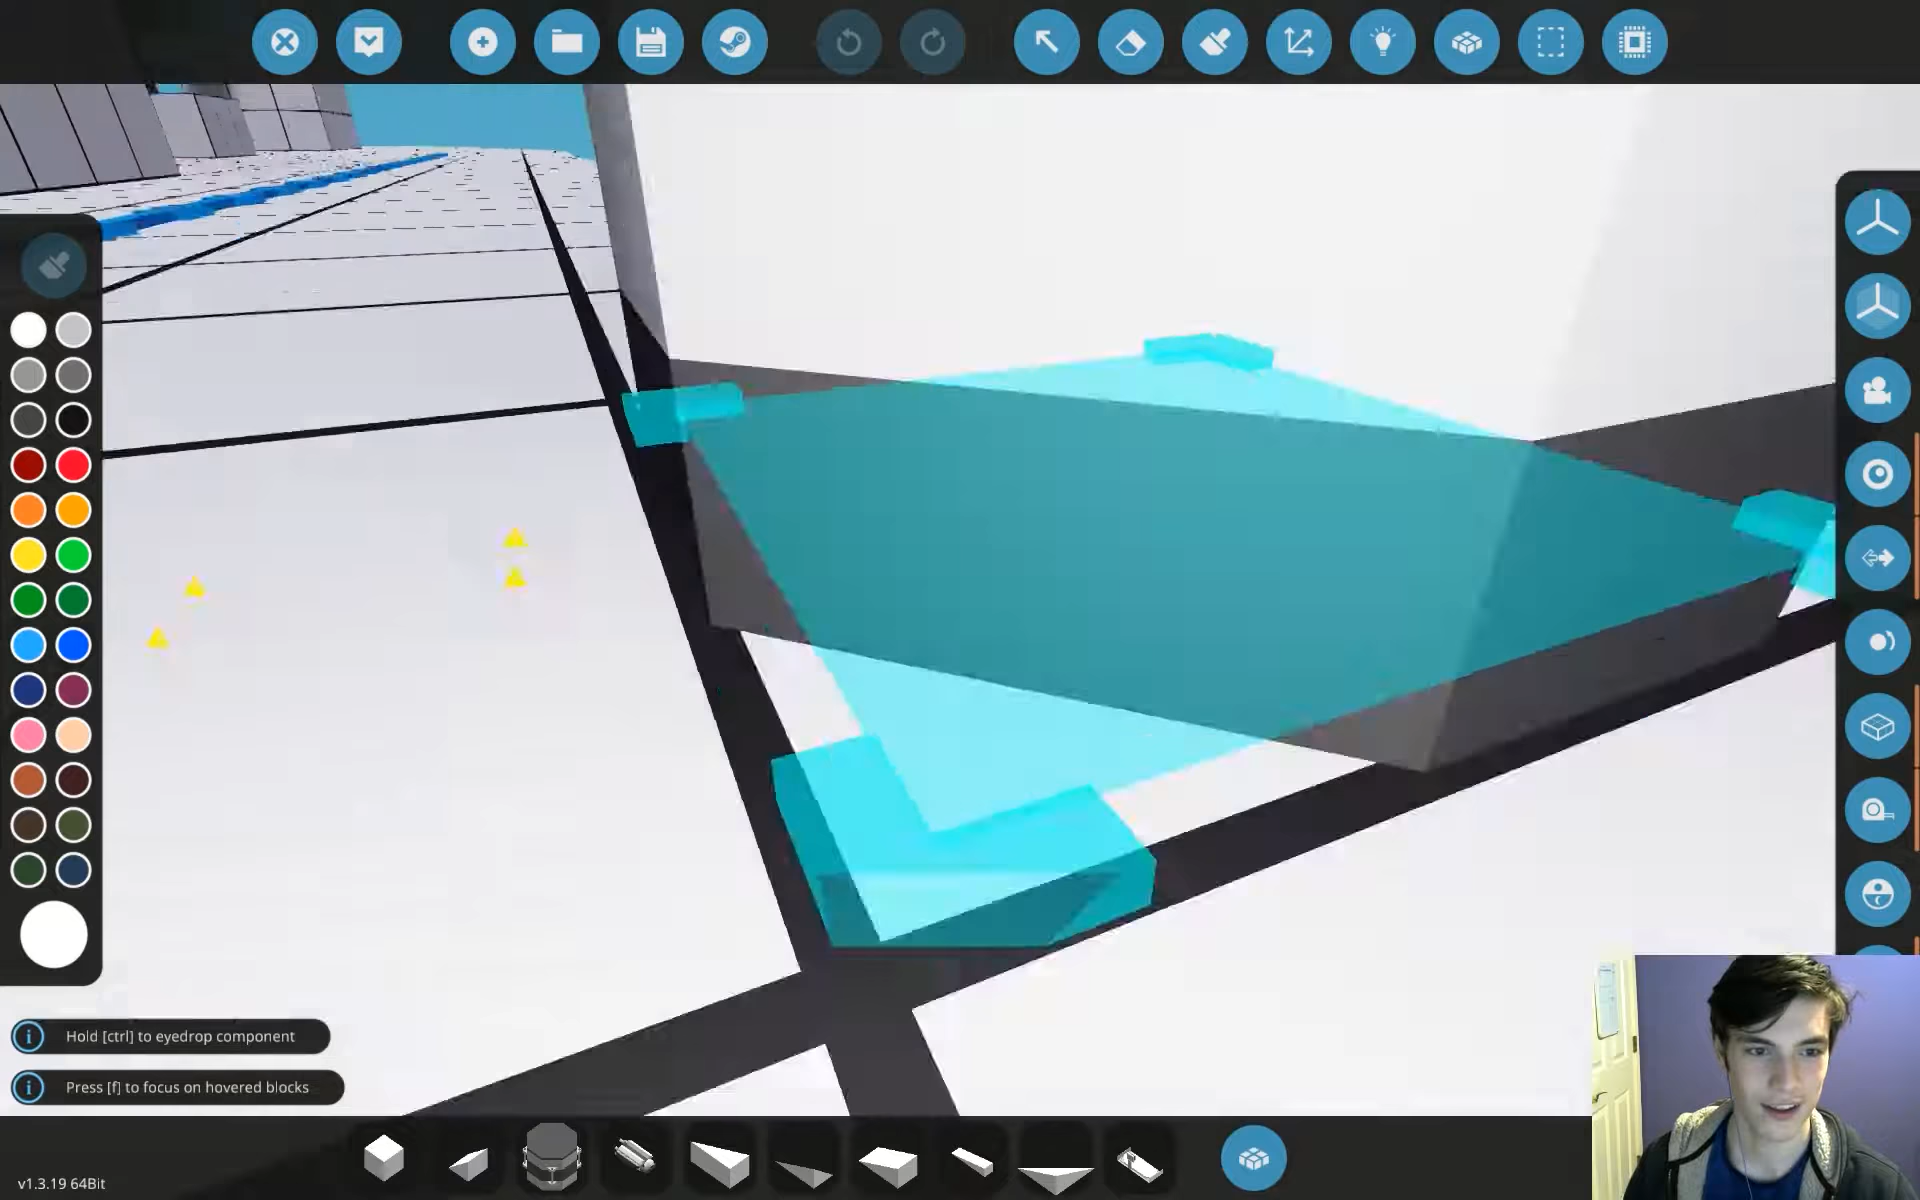 Hold [ctrl] to eyedrop component
Press [f] to focus on hovered blocks
v1.3.19 64Bit